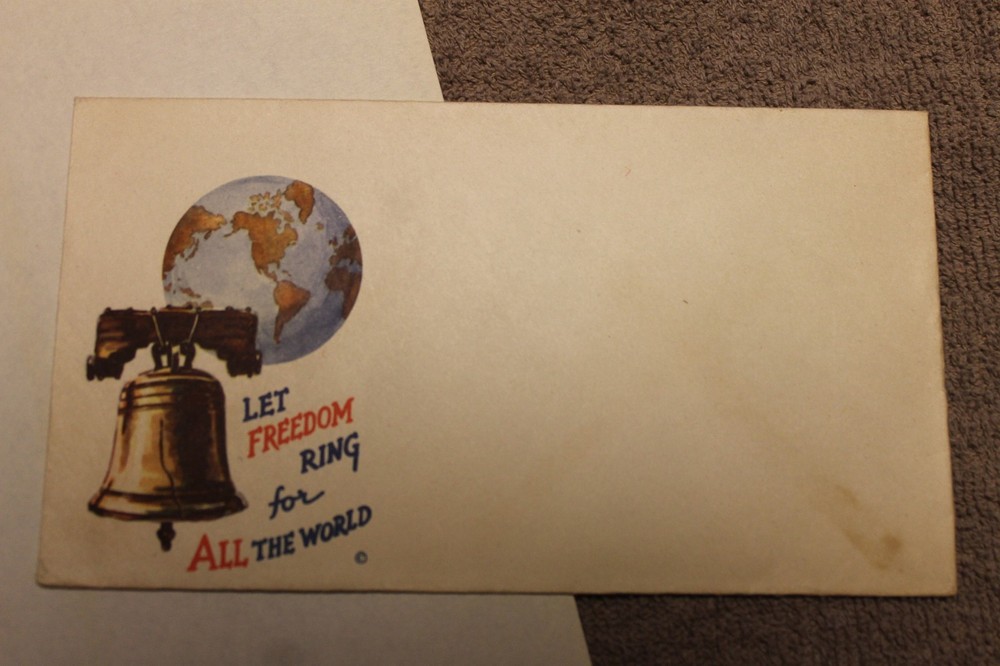 LET
FREEDOM
RING
for
ALL THE WORLD
©